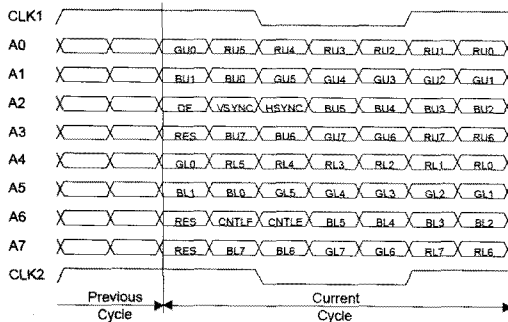 CLK1
A0 GU0 RU5 RU4 RU3 RU2 RU1 RU0
A1 BU1 BU0 GU5 GU4 GU3 GU2 GU1
A2 DE VSYNC HSYNC BU5 BU4 BU3 BU2
A3 RES BU7 BU6 GU7 GU6 RU7 RU6
A4 GL0 RL5 RL4 RL3 RL2 RL1 RL0
A5 BL1 BL0 GL5 GL4 GL3 GL2 GL1
A6 RES CNTLF CNTLE BL5 BL4 BL3 BL2
A7 RES BL7 BL6 GL7 GL6 RL7 RL6
CLK2
Previous Current
Cycle Cycle